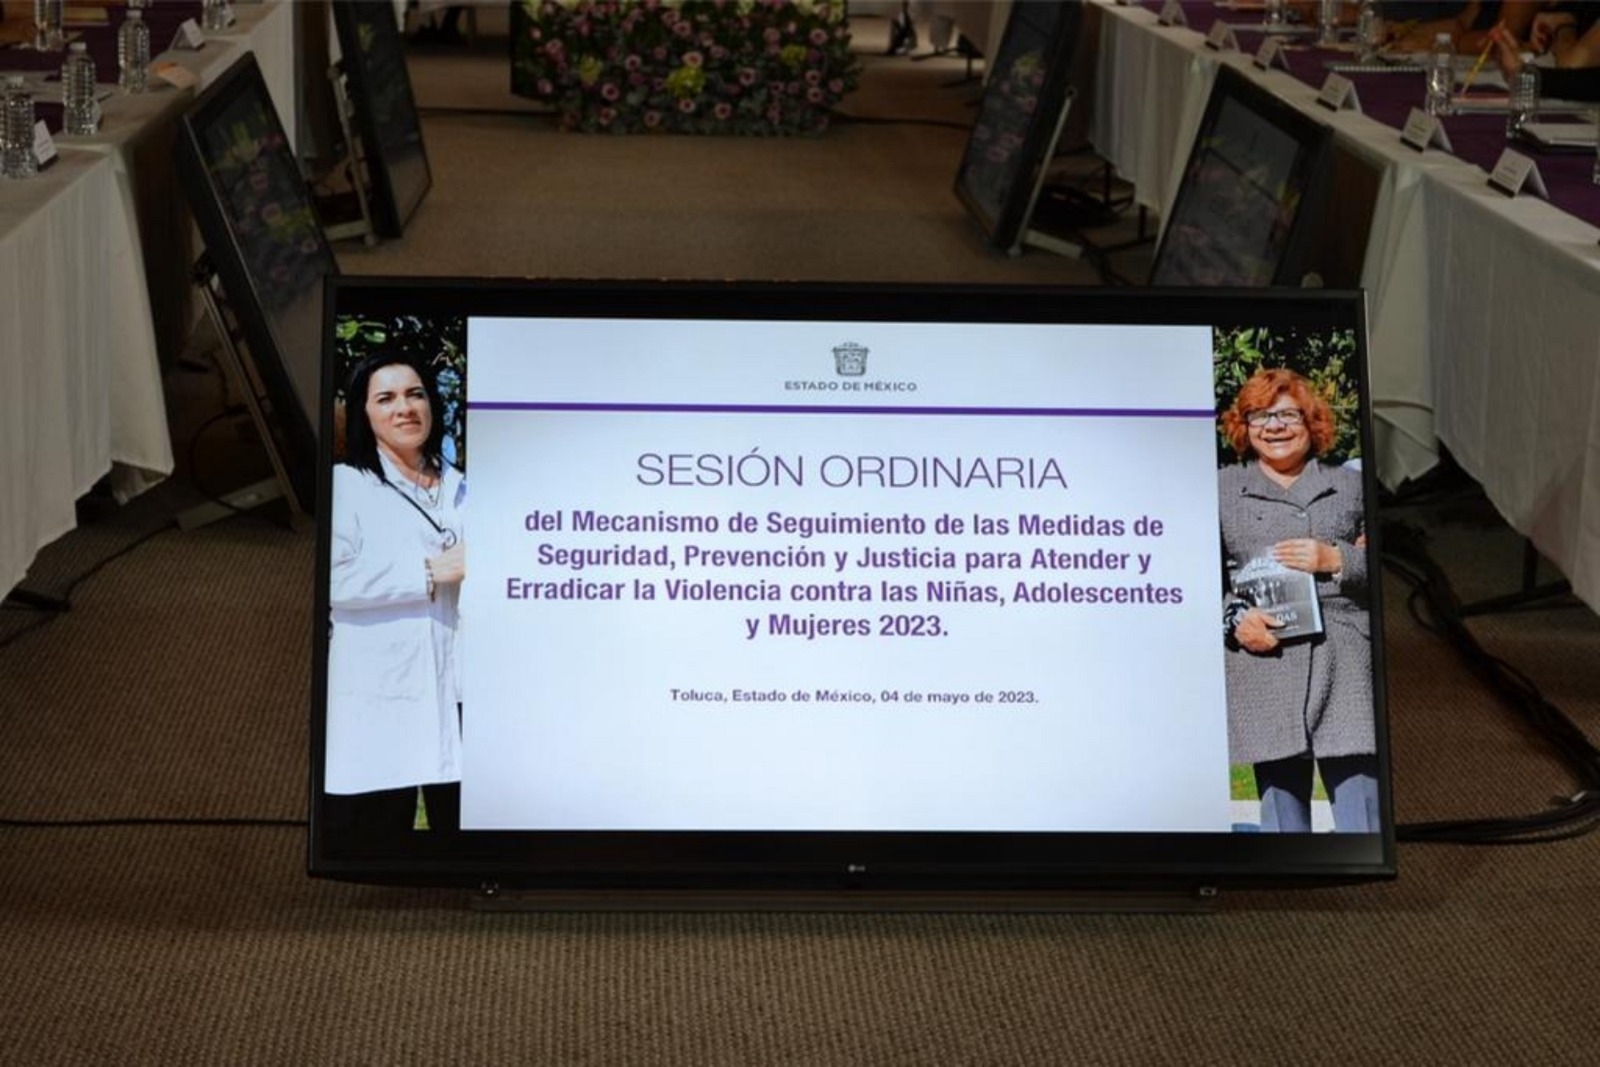 ESTADO DE MÉXICO
SESIÓN ORDINARIA
del Mecanismo de Seguimiento de las Medidas de
Seguridad, Prevención y Justicia para Atender y
Erradicar la Violencia contra las Niñas, Adolescentes
y Mujeres 2023.
Toluca, Estado de México, 04 de mayo de 2023.
LG